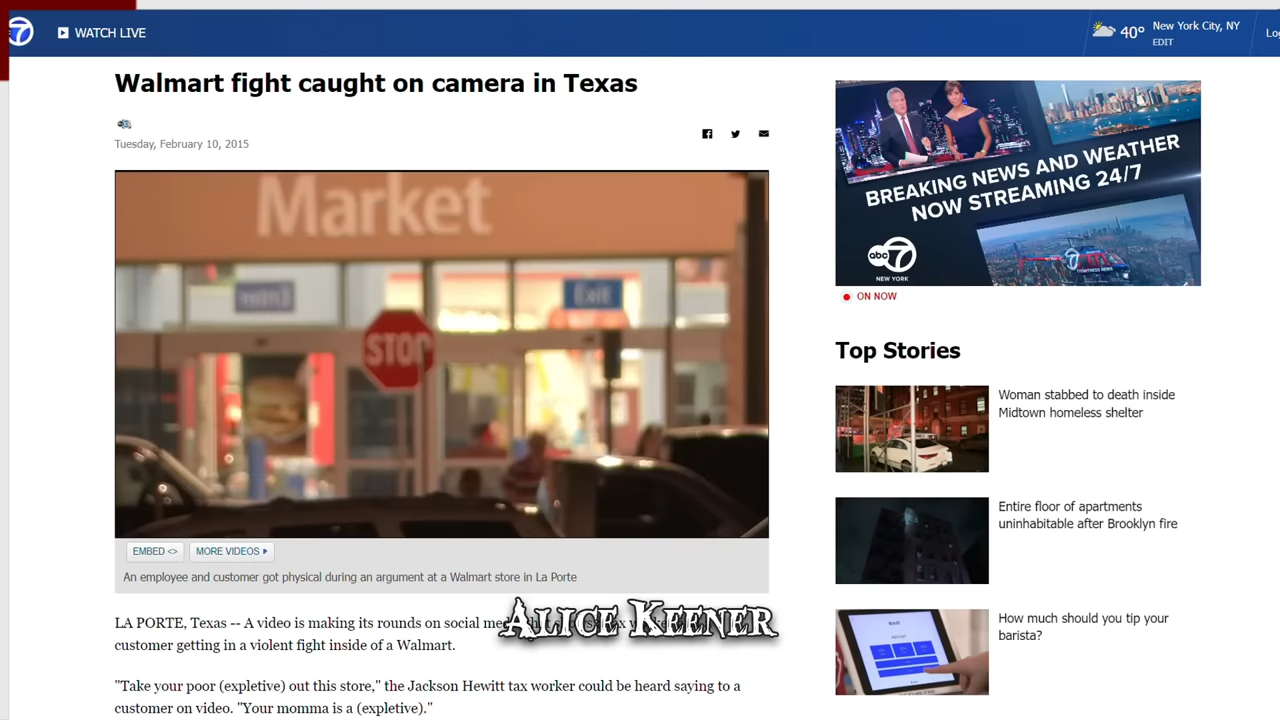 7
WATCH LIVE
40°
New York City, NY
EDIT
Walmart fight caught on camera in Texas
Tuesday, February 10, 2015
Market
Exit
STOP
EMBED <>
MORE VIDEOS
An employee and customer got physical during an argument at a Walmart store in La Porte
LA PORTE, Texas -- A video is making its rounds on social
customer getting in a violent fight inside of a Walmart.
ALICE KEENER
"Take your poor (expletive) out this store," the Jackson Hewitt tax worker could be heard saying to a
customer on video. "Your momma is a (expletive)."
BREAKING NEWS AND WEATHER
NOW STREAMING 24/7
abc 7
NEW YORK
ON NOW
Top Stories
Woman stabbed to death inside
Midtown homeless shelter
Entire floor of apartments
uninhabitable after Brooklyn fire
How much should you tip your
barista?